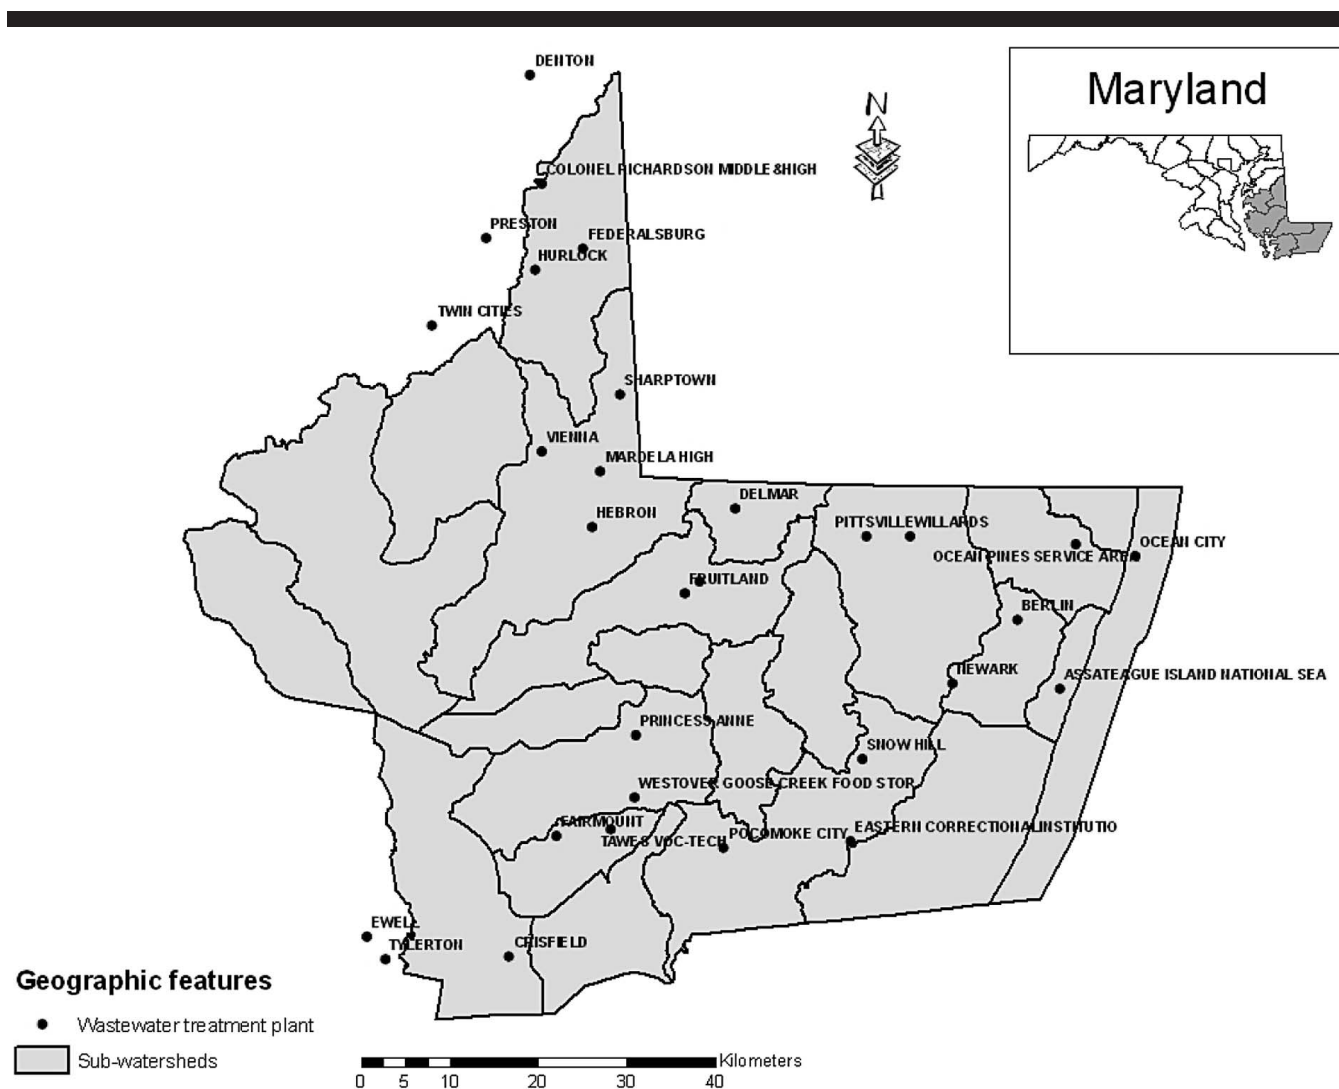 DENTON
Maryland
N
COLONEL RICHARDSON MIDDLE&HIGH
PRESTON
FEDERALSBURG
HURLOCK
TWIN CITIES
SHARPTOWN
VIENNA
MARDELA HIGH
DELMAR
HEBRON
PITTSVILLEWILLARDS
OCEAN CITY
OCEAN PINES SERVICE AREA
FRUITLAND
BERLIN
NEWARK
ASSATEAGUE ISLAND NATIONAL SEA
PRINCESS ANNE
SNOW HILL
WESTOVER GOOSE CREEK FOOD STOR
FAIRMOUNT
EASTERN CORRECTIONAL INSTITUTIO
POCOMOKE CITY
TAWES VOC-TECH
EWELL
TYLERTON
CRISFIELD
Geographic features
Wastewater treatment plant
Sub-watersheds
Kilometers
0 5 10 20 30 40